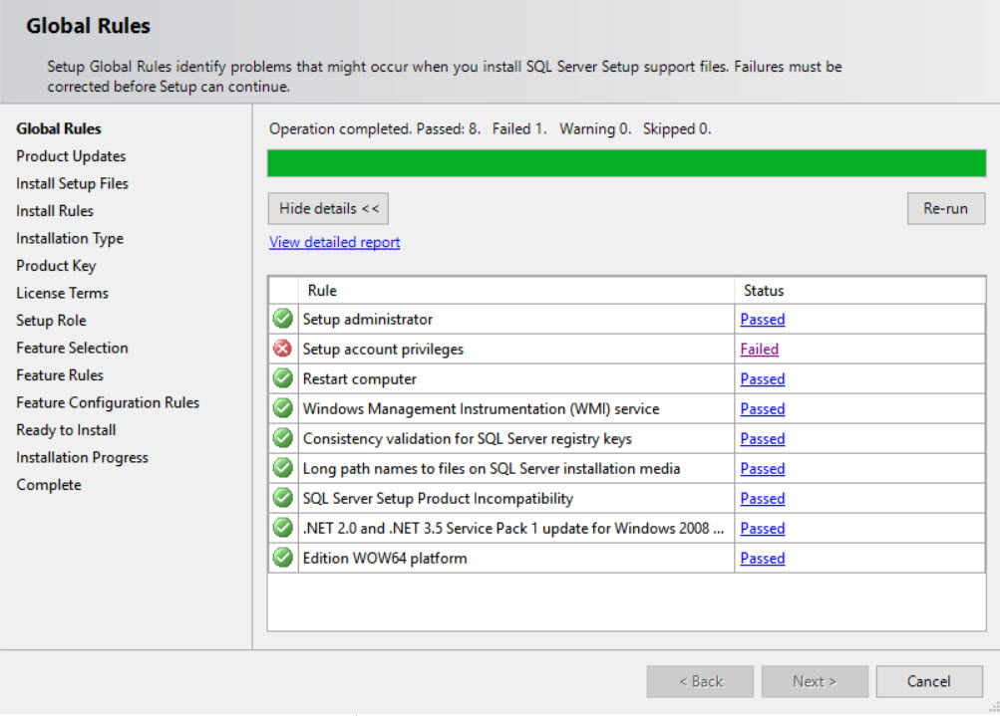 Global Rules
Setup Global Rules identify problems that might occur when you install SQL Server Setup support files. Failures must be
corrected before Setup can continue.
Global Rules
Product Updates
Install Setup Files
Install Rules
Installation Type
Product Key
License Terms
Setup Role
Feature Selection
Feature Rules
Feature Configuration Rules
Ready to Install
Installation Progress
Complete
Operation completed. Passed: 8. Failed 1. Warning 0. Skipped 0.
Hide details <<
Re-run
View detailed report
Rule Status
Setup administrator Passed
Setup account privileges Failed
Restart computer Passed
Windows Management Instrumentation (WMI) service Passed
Consistency validation for SQL Server registry keys Passed
Long path names to files on SQL Server installation media Passed
SQL Server Setup Product Incompatibility Passed
.NET 2.0 and .NET 3.5 Service Pack 1 update for Windows 2008 ... Passed
Edition WOW64 platform Passed
< Back Next > Cancel